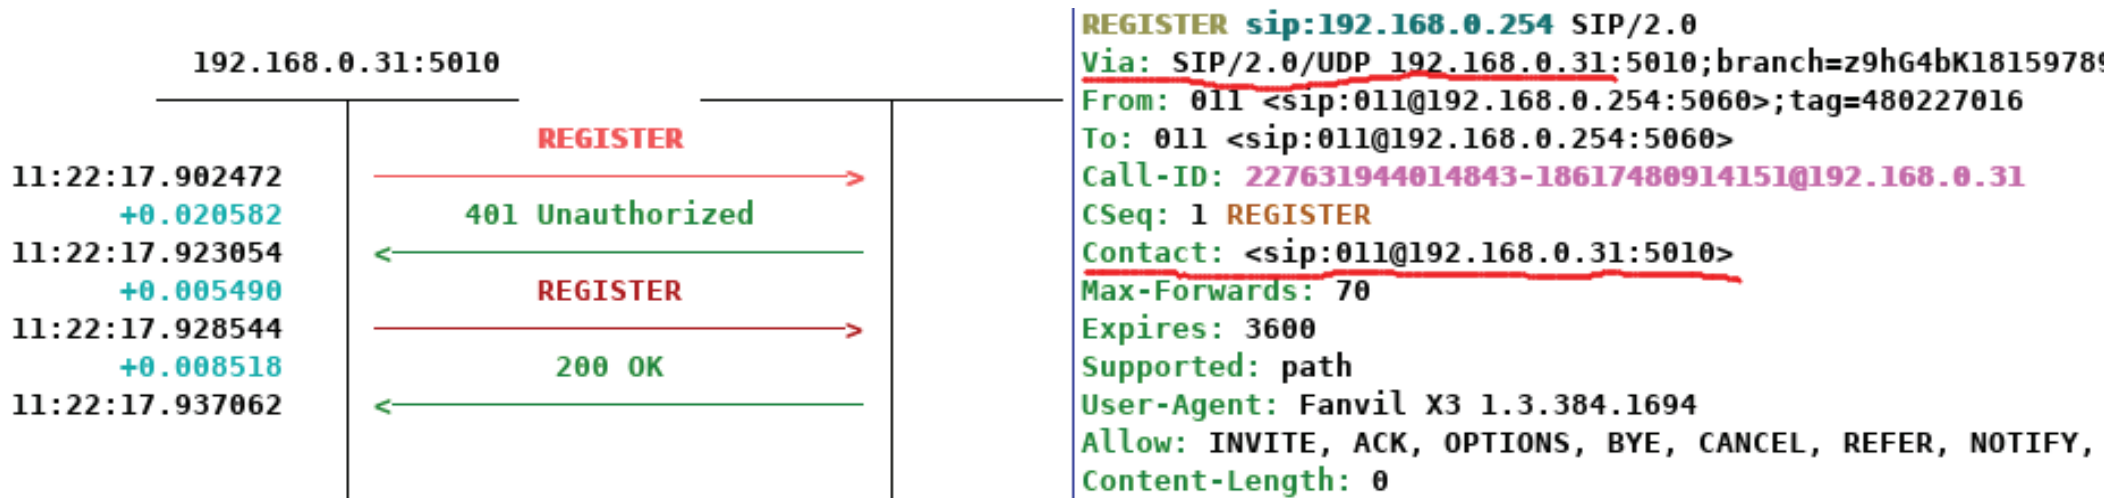 192.168.0.31:5010
REGISTER
11:22:17.902472
+0.020582
401 Unauthorized
11:22:17.923054
+0.005490
REGISTER
11:22:17.928544
+0.008518
200 OK
11:22:17.937062
REGISTER sip:192.168.0.254 SIP/2.0
Via: SIP/2.0/UDP 192.168.0.31:5010;branch=z9hG4bK18159789
From: 011 <sip:011@192.168.0.254:5060>;tag=480227016
To: 011 <sip:011@192.168.0.254:5060>
Call-ID: 227631944014843-18617480914151@192.168.0.31
CSeq: 1 REGISTER
Contact: <sip:011@192.168.0.31:5010>
Max-Forwards: 70
Expires: 3600
Supported: path
User-Agent: Fanvil X3 1.3.384.1694
Allow: INVITE, ACK, OPTIONS, BYE, CANCEL, REFER, NOTIFY,
Content-Length: 0